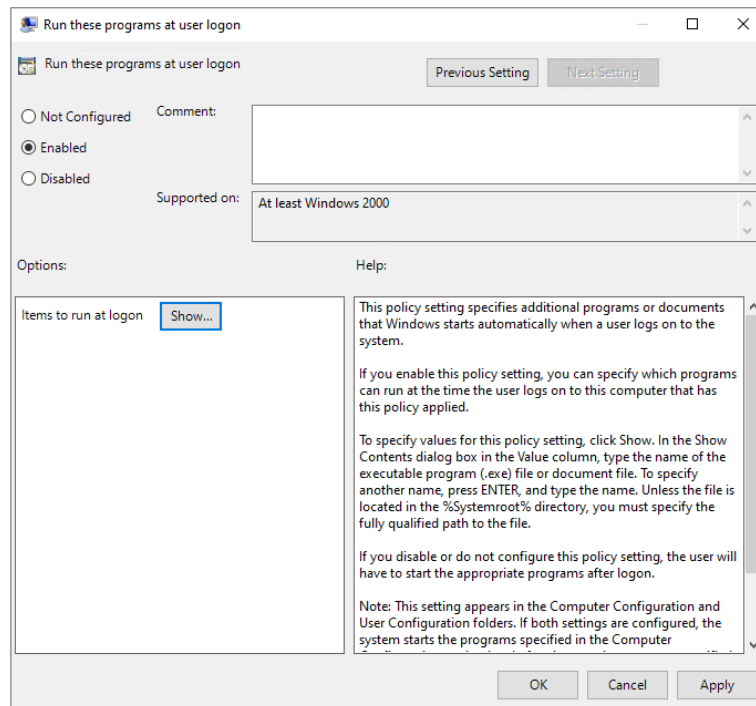 Run these programs at user logon
Run these programs at user logon
Previous Setting
Next Setting
Not Configured
Comment:
Enabled
Disabled
Supported on:
At least Windows 2000
Options:
Help:
Items to run at logon
Show...
This policy setting specifies additional programs or documents
that Windows starts automatically when a user logs on to the
system.
If you enable this policy setting, you can specify which programs
can run at the time the user logs on to this computer that has
this policy applied.
To specify values for this policy setting, click Show. In the Show
Contents dialog box in the Value column, type the name of the
executable program (.exe) file or document file. To specify
another name, press ENTER, and type the name. Unless the file is
located in the %Systemroot% directory, you must specify the
fully qualified path to the file.
If you disable or do not configure this policy setting, the user will
have to start the appropriate programs after logon.
Note: This setting appears in the Computer Configuration and
User Configuration folders. If both settings are configured, the
system starts the programs specified in the Computer
OK
Cancel
Apply